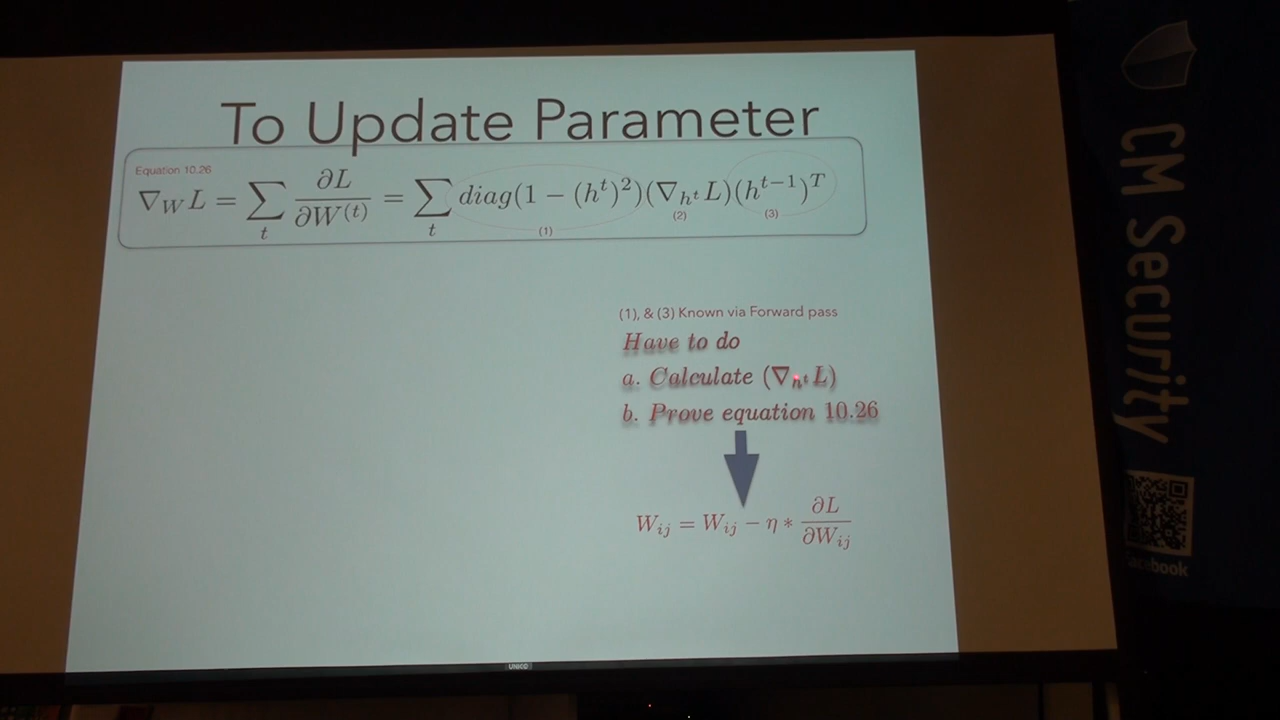 To Update Parameter
Equation 10.26
∇_W L = ∑_t ∂L/∂W^(t) = ∑_t diag(1 − (h^t)^2)(∇_{h^t} L)(h^{t−1})^T
(1)
(2)
(3)
(1), & (3) Known via Forward pass
Have to do
a. Calculate (∇_{h^t} L)
b. Prove equation 10.26
W_ij = W_ij − η * ∂L/∂W_ij
CM Security
UNICO